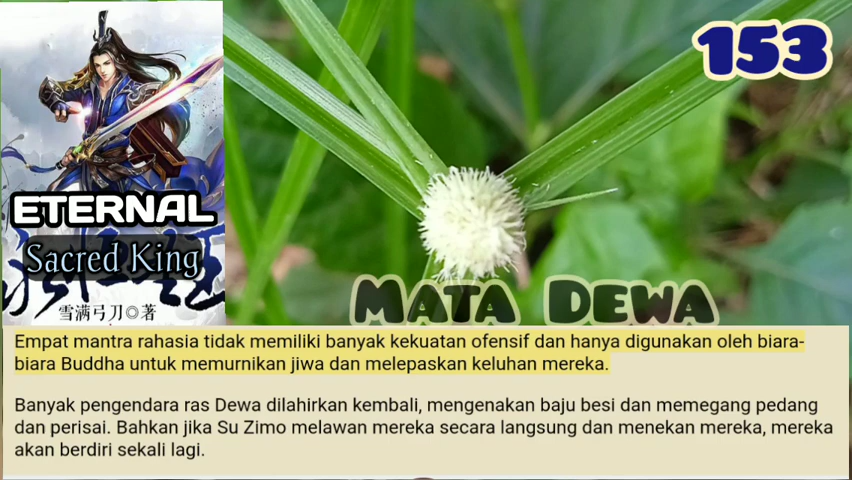 153
ETERNAL
Sacred King
雪满弓刀◎著
MATA DEWA
Empat mantra rahasia tidak memiliki banyak kekuatan ofensif dan hanya digunakan oleh biara-
biara Buddha untuk memurnikan jiwa dan melepaskan keluhan mereka.
Banyak pengendara ras Dewa dilahirkan kembali, mengenakan baju besi dan memegang pedang
dan perisai. Bahkan jika Su Zimo melawan mereka secara langsung dan menekan mereka, mereka
akan berdiri sekali lagi.